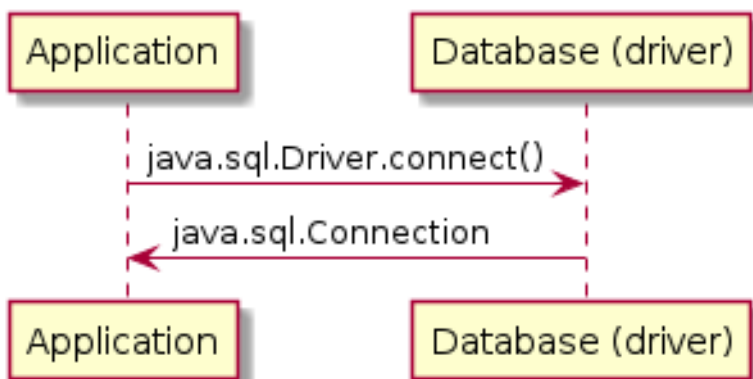 Application
Database (driver)
java.sql.Driver.connect()
java.sql.Connection
Application
Database (driver)